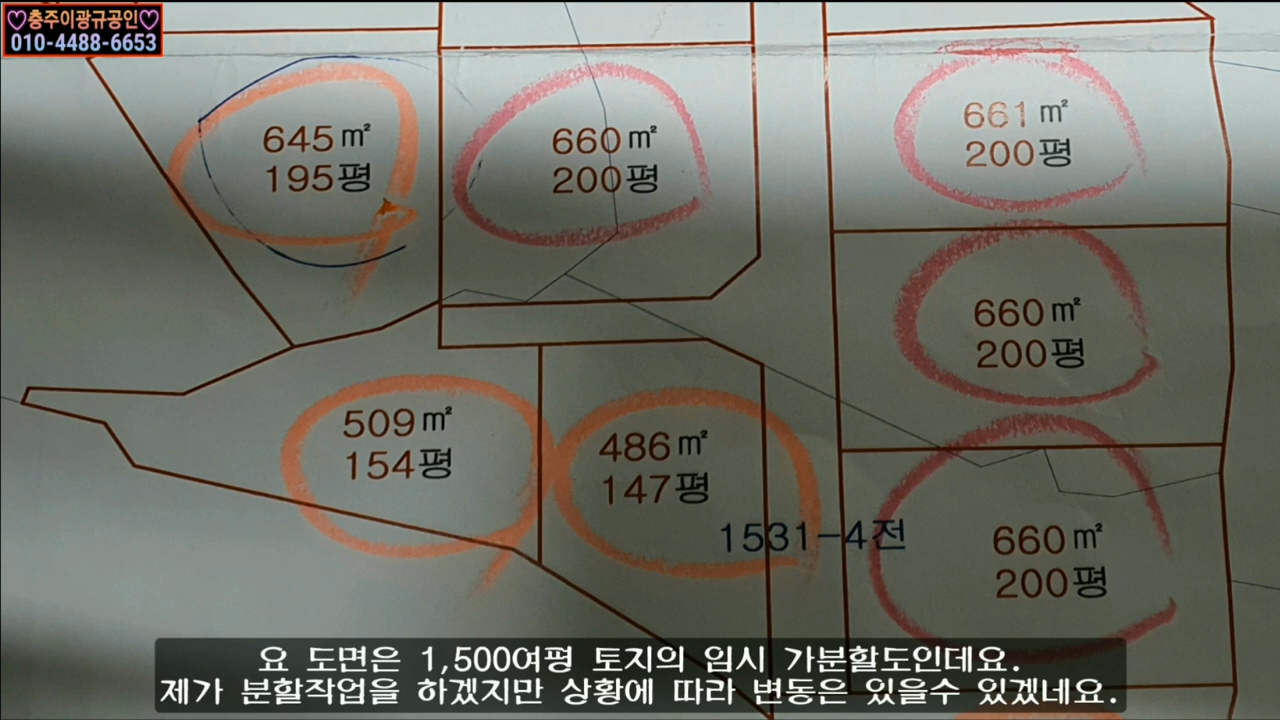 ♡충주이광규공인♡
010-4488-6653
645㎡
195평
660㎡
200평
661㎡
200평
660㎡
200평
509㎡
154평
486㎡
147평
1531-4전
660㎡
200평
요 도면은 1,500여평 토지의 임시 가분할도인데요.
제가 분할작업을 하겠지만 상황에 따라 변동은 있을수 있겠네요.